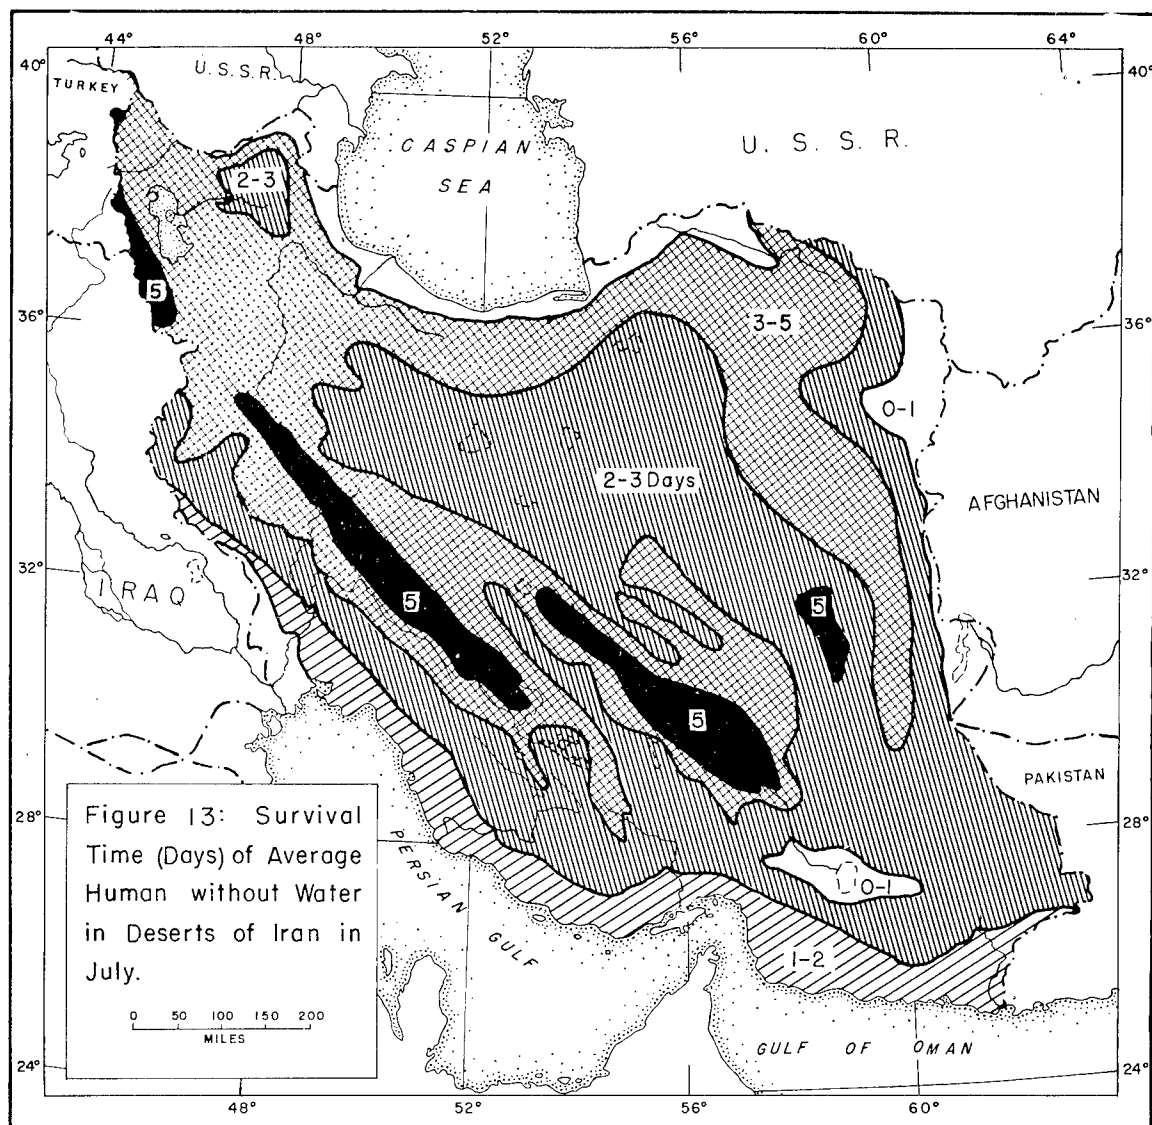 44° 48° 52° 56° 60° 64°
40° 40°
TURKEY
U.S.S.R.
CASPIAN
SEA
U. S. S. R.
2-3
5
36° 3-5 36°
0-1
2-3 Days
AFGHANISTAN
32° 32°
IRAQ
5
5
5
PAKISTAN
28° 28°
Figure 13: Survival
Time (Days) of Average
Human without Water
in Deserts of Iran in
July.
0 50 100 150 200
MILES
PERSIAN
GULF
0-1
1-2
GULF OF OMAN
24° 24°
48° 52° 56° 60°